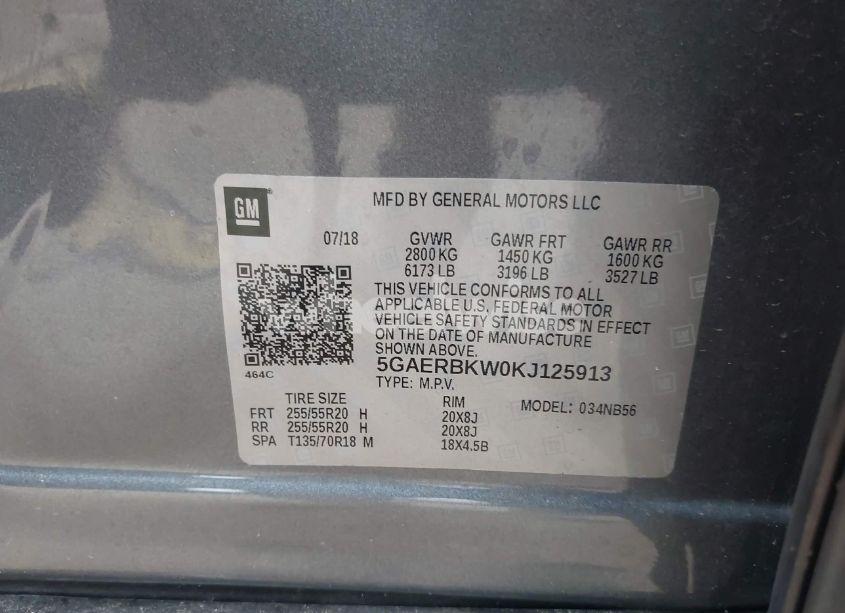 GM
MFD BY GENERAL MOTORS LLC
07/18 GVWR GAWR FRT GAWR RR
2800 KG 1450 KG 1600 KG
6173 LB 3196 LB 3527 LB
THIS VEHICLE CONFORMS TO ALL
APPLICABLE U.S. FEDERAL MOTOR
VEHICLE SAFETY STANDARDS IN EFFECT
ON THE DATE OF MANUFACTURE
SHOWN ABOVE.
464C
5GAERBKW0KJ125913
TYPE: M.P.V.
TIRE SIZE RIM MODEL: 034NB56
FRT 255/55R20 H 20X8J
RR 255/55R20 H 20X8J
SPA T135/70R18 M 18X4.5B